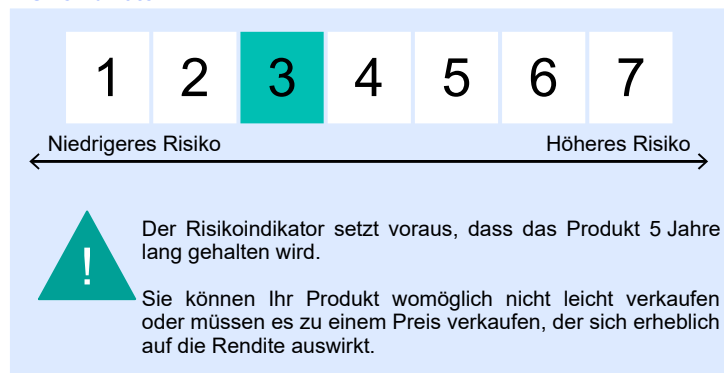 1 2 3 4 5 6 7
Niedrigeres Risiko Höheres Risiko
! Der Risikoindikator setzt voraus, dass das Produkt 5 Jahre
lang gehalten wird.
Sie können Ihr Produkt womöglich nicht leicht verkaufen
oder müssen es zu einem Preis verkaufen, der sich erheblich
auf die Rendite auswirkt.